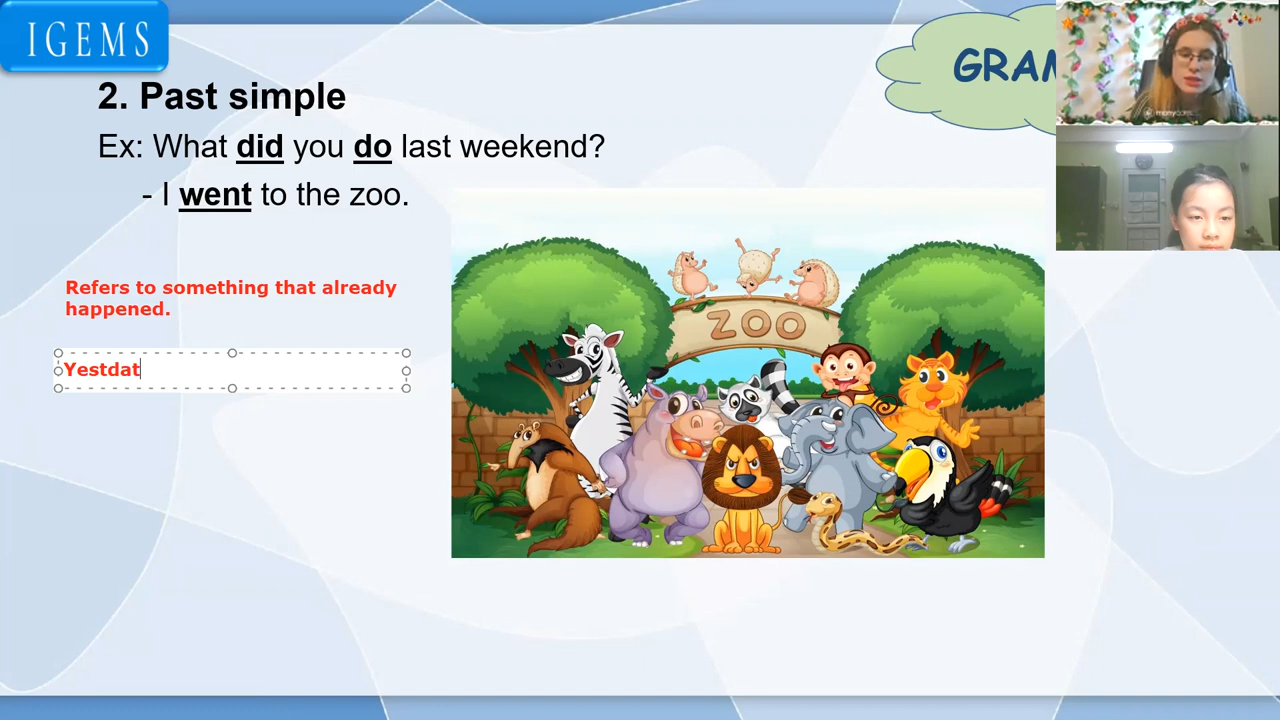 IGEMS
GRAM
2. Past simple
Ex: What did you do last weekend?
- I went to the zoo.
ZOO
Refers to something that already
happened.
Yestdat